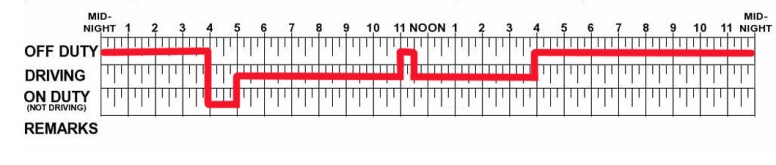 MID- MID-
NIGHT 1 2 3 4 5 6 7 8 9 10 11 NOON 1 2 3 4 5 6 7 8 9 10 11 NIGHT
OFF DUTY
DRIVING
ON DUTY
(NOT DRIVING)
REMARKS